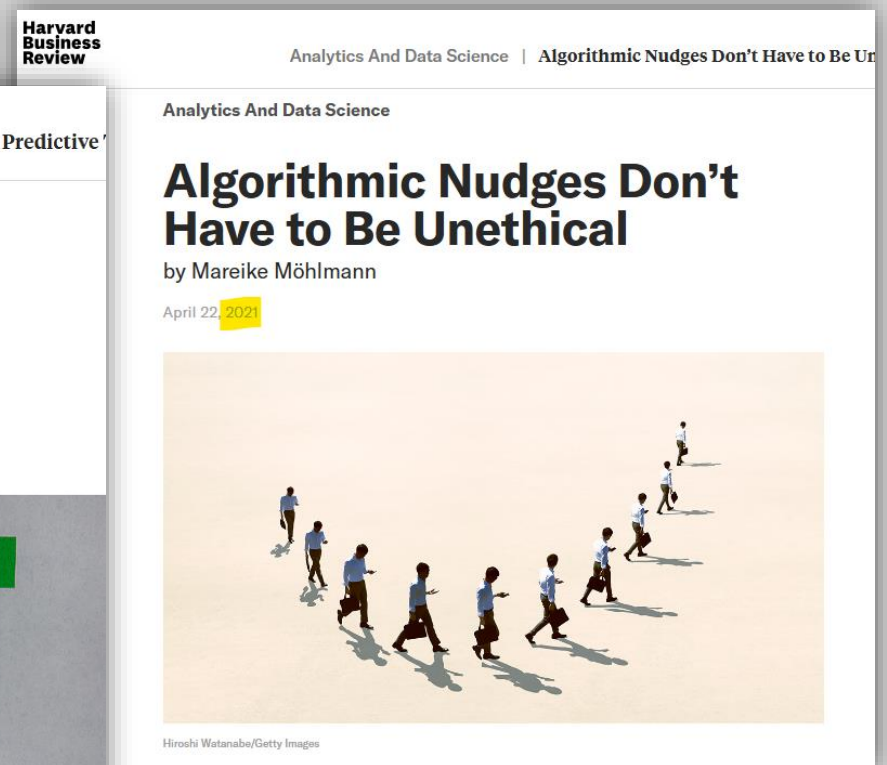 Harvard
Business
Review
Analytics And Data Science | Algorithmic Nudges Don't Have to Be
Predictive
Analytics And Data Science
Algorithmic Nudges Don't
Have to Be Unethical
by Mareike Möhlmann
April 22, 2021
Hiroshi Watanabe/Getty Images